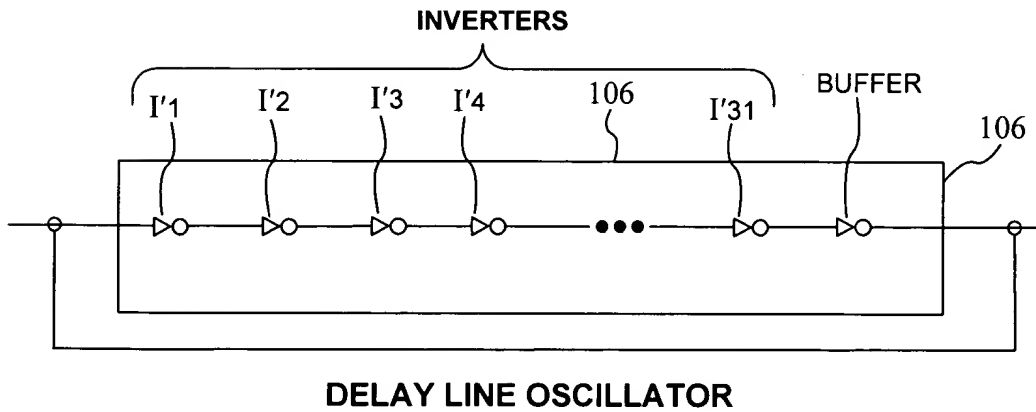 INVERTERS
I'1 I'2 I'3 I'4 106 I'31 BUFFER 106
DELAY LINE OSCILLATOR